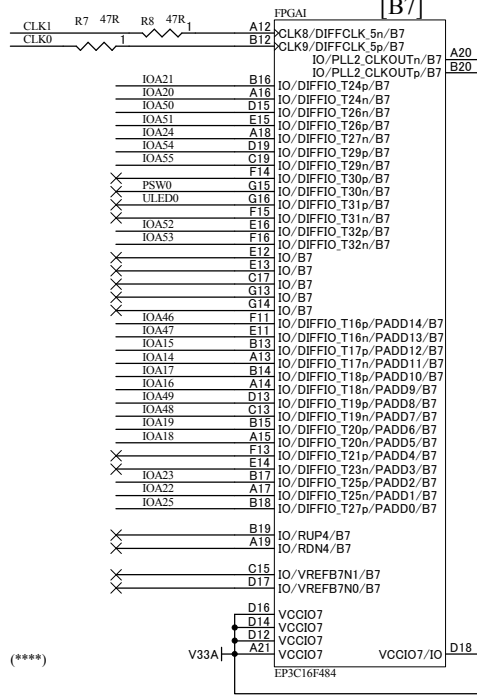 [B7]
FPGAI
CLK1 R7 47R R8 47R 1 A12 CLK8/DIFFCLK_5n/B7
CLK0 1 B12 CLK9/DIFFCLK_5p/B7
IO/PLL2_CLKOUTn/B7 A20
IO/PLL2_CLKOUTp/B7 B20
IOA21 B16 IO/DIFFIO_T24p/B7
IOA20 A16 IO/DIFFIO_T24n/B7
IOA50 D15 IO/DIFFIO_T26n/B7
IOA51 E15 IO/DIFFIO_T26p/B7
IOA24 A18 IO/DIFFIO_T27n/B7
IOA54 D19 IO/DIFFIO_T29p/B7
IOA55 C19 IO/DIFFIO_T29n/B7
F14 IO/DIFFIO_T30p/B7
PSW0 G15 IO/DIFFIO_T30n/B7
ULED0 G16 IO/DIFFIO_T31p/B7
F15 IO/DIFFIO_T31n/B7
IOA52 E16 IO/DIFFIO_T32p/B7
IOA53 F16 IO/DIFFIO_T32n/B7
E12 IO/B7
E13 IO/B7
C17 IO/B7
G13 IO/B7
G14 IO/B7
IOA46 F11 IO/DIFFIO_T16p/PADD14/B7
IOA47 E11 IO/DIFFIO_T16n/PADD13/B7
IOA15 B13 IO/DIFFIO_T17p/PADD12/B7
IOA14 A13 IO/DIFFIO_T17n/PADD11/B7
IOA17 B14 IO/DIFFIO_T18p/PADD10/B7
IOA16 A14 IO/DIFFIO_T18n/PADD9/B7
IOA49 D13 IO/DIFFIO_T19p/PADD8/B7
IOA48 C13 IO/DIFFIO_T19n/PADD7/B7
IOA19 B15 IO/DIFFIO_T20p/PADD6/B7
IOA18 A15 IO/DIFFIO_T20n/PADD5/B7
F13 IO/DIFFIO_T21p/PADD4/B7
E14 IO/DIFFIO_T23n/PADD3/B7
IOA23 B17 IO/DIFFIO_T25p/PADD2/B7
IOA22 A17 IO/DIFFIO_T25n/PADD1/B7
IOA25 B18 IO/DIFFIO_T27p/PADD0/B7
B19 IO/RUP4/B7
A19 IO/RDN4/B7
C15 IO/VREFB7N1/B7
D17 IO/VREFB7N0/B7
D16 VCCIO7
D14 VCCIO7
D12 VCCIO7
(****) V33A A21 VCCIO7 VCCIO7/IO D18
EP3C16F484